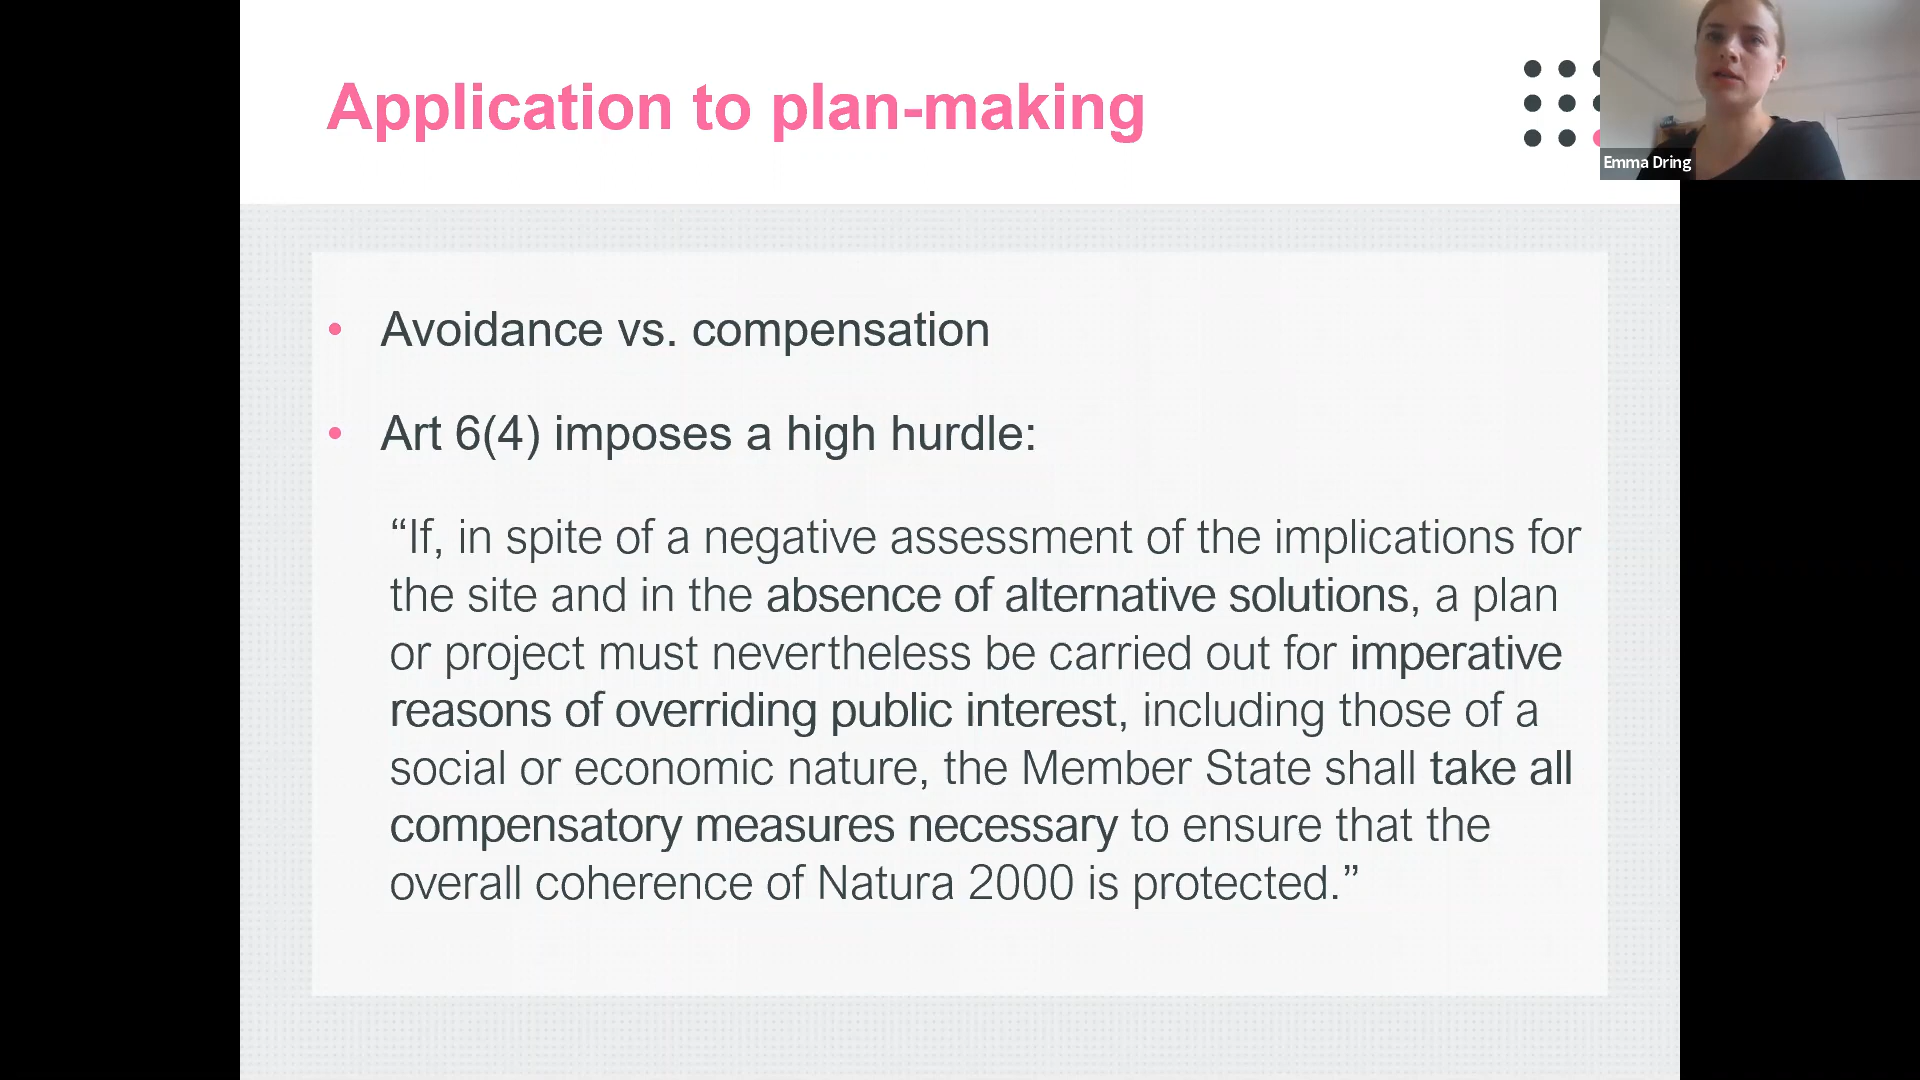 Application to plan-making
Emma Dring
• Avoidance vs. compensation
• Art 6(4) imposes a high hurdle:
“If, in spite of a negative assessment of the implications for
the site and in the absence of alternative solutions, a plan
or project must nevertheless be carried out for imperative
reasons of overriding public interest, including those of a
social or economic nature, the Member State shall take all
compensatory measures necessary to ensure that the
overall coherence of Natura 2000 is protected.”